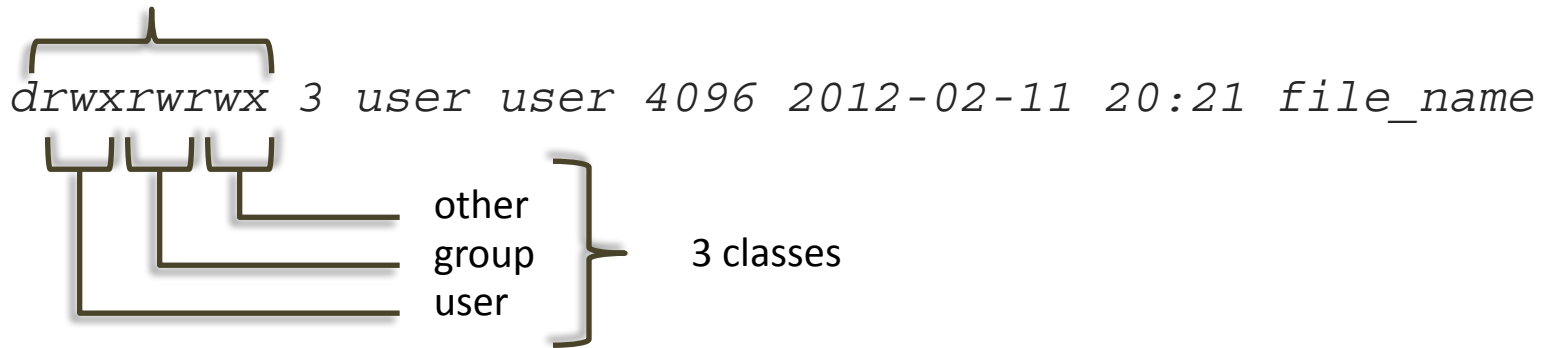 drwxrwrwx 3 user user 4096 2012-02-11 20:21 file_name
other
group
3 classes
user